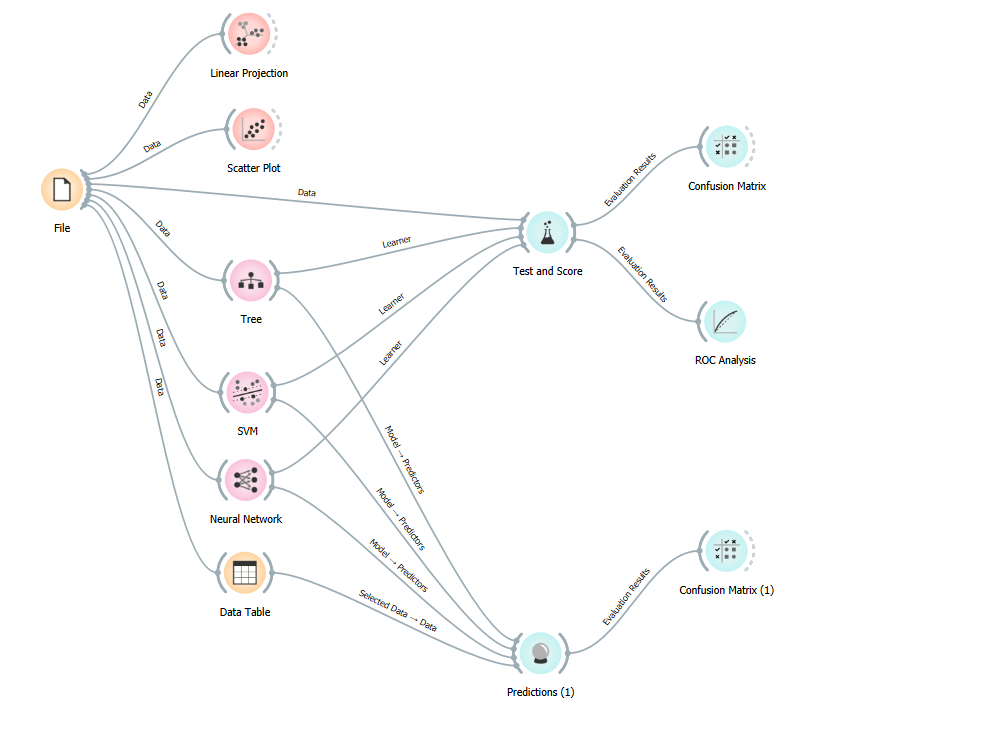 Linear Projection
Data
Scatter Plot
Data
File
Data
Confusion Matrix
Evaluation Results
Data
Learner
Test and Score
Tree
Evaluation Results
Data
Learner
ROC Analysis
Data
Learner
SVM
Data
Model → Predictors
Neural Network
Model → Predictors
Model → Predictors
Data Table
Selected Data → Data
Evaluation Results
Confusion Matrix (1)
Predictions (1)